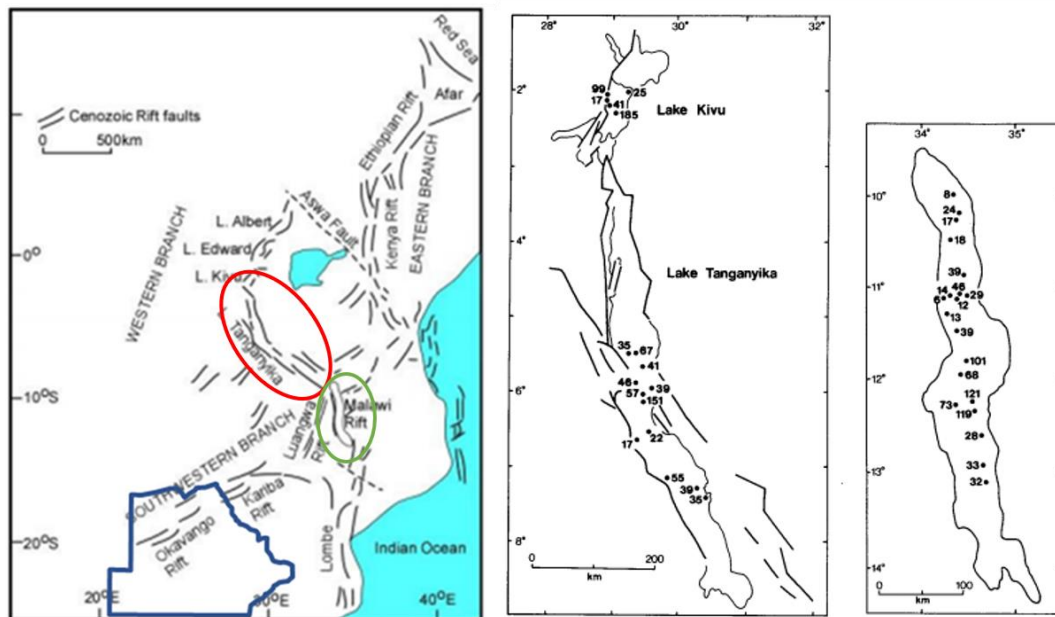 Red Sea
Afar
Cenozoic Rift faults
0 500km
Ethiopian Rift
EASTERN BRANCH
Aswa Fault
Kenya Rift
L. Albert
L. Edward
L. Kivu
WESTERN BRANCH
0°
Tanganyika
10°S
Malawi
Rift
Luangwa
Rift
SOUTHWESTERN BRANCH
Kariba
Rift
Okavango
Rift
Lombe
Indian Ocean
20°S
20°E
30°E
40°E
28° 30° 32°
2°
99
17
41
185
25
Lake Kivu
4°
Lake Tanganyika
35 67
41
46 39
57
151
6°
17 22
55
39
35
8°
0 200
km
34° 35°
10°
8
24
17
18
39
11°
14 46
29
6 12
13
39
101
12°
68
73 121
119
28
13°
33
32
14°
0 100
km